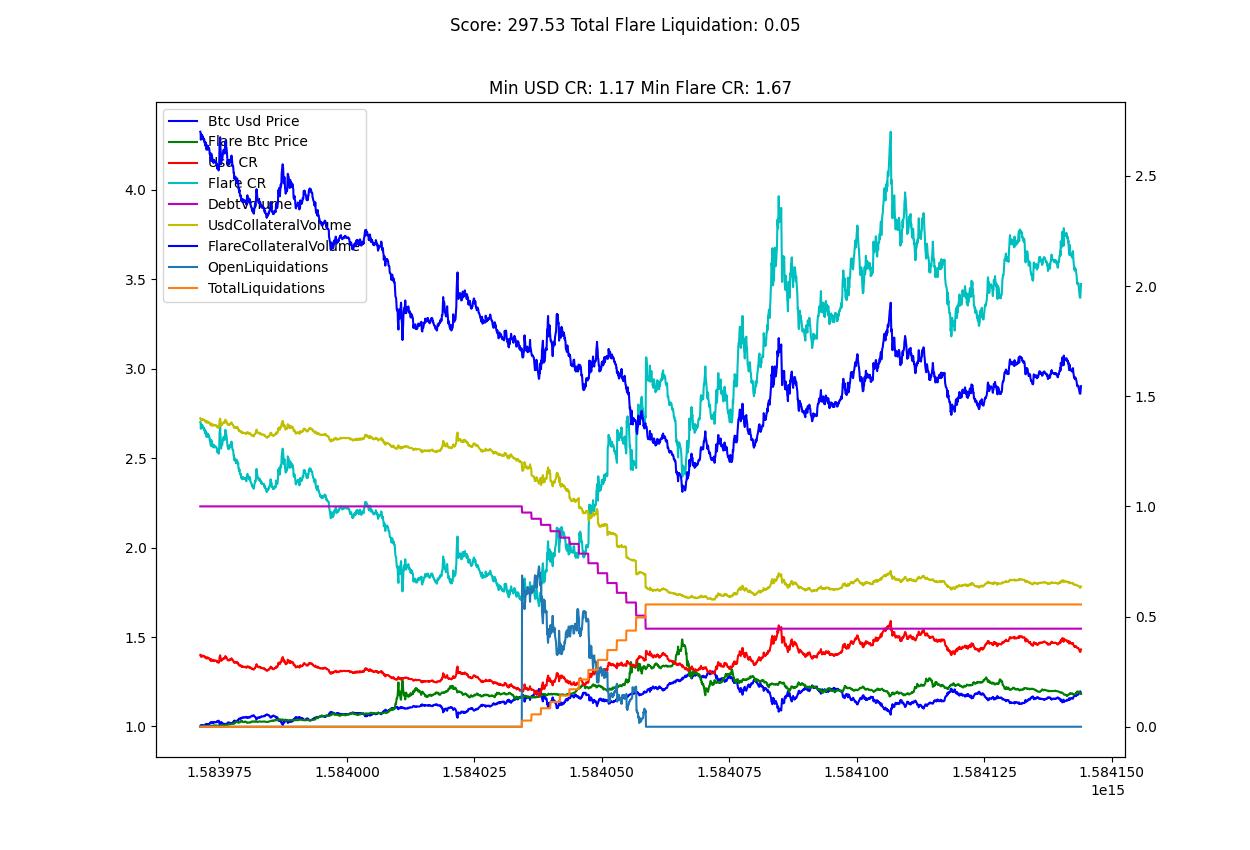 Score: 297.53 Total Flare Liquidation: 0.05
Min USD CR: 1.17 Min Flare CR: 1.67
Btc Usd Price
Flare Btc Price
Usd CR
Flare CR
DebtVolume
UsdCollateralVolume
FlareCollateralVolume
OpenLiquidations
TotalLiquidations
4.0
3.5
3.0
2.5
2.0
1.5
1.0
2.5
2.0
1.5
1.0
0.5
0.0
1.583975 1.584000 1.584025 1.584050 1.584075 1.584100 1.584125 1.584150
1e15